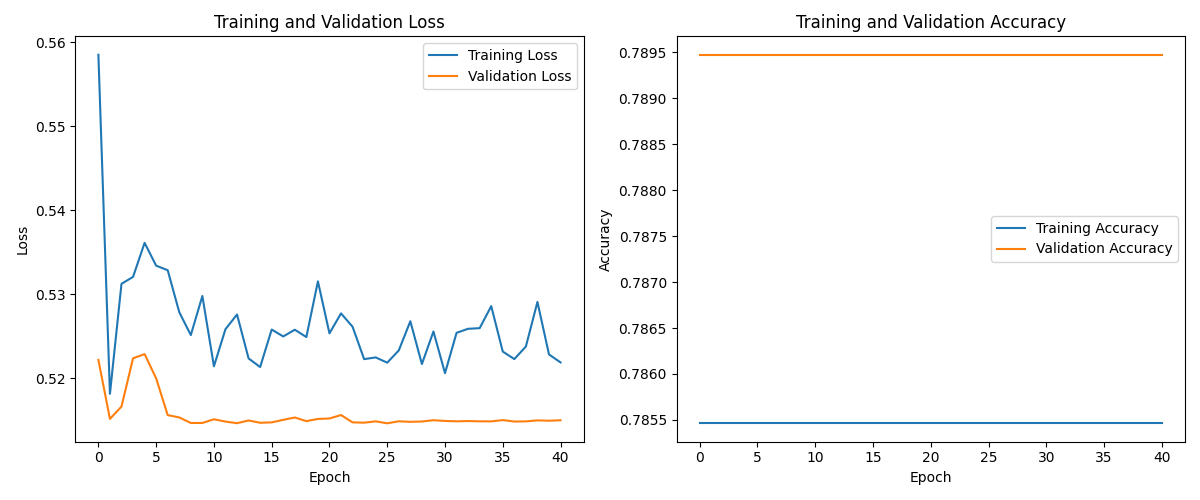 Training and Validation Loss
Training Loss
Validation Loss
0.56
0.55
0.54
0.53
0.52
Loss
0 5 10 15 20 25 30 35 40
Epoch
Training and Validation Accuracy
0.7895
0.7890
0.7885
0.7880
0.7875
0.7870
0.7865
0.7860
0.7855
Accuracy
Training Accuracy
Validation Accuracy
0 5 10 15 20 25 30 35 40
Epoch